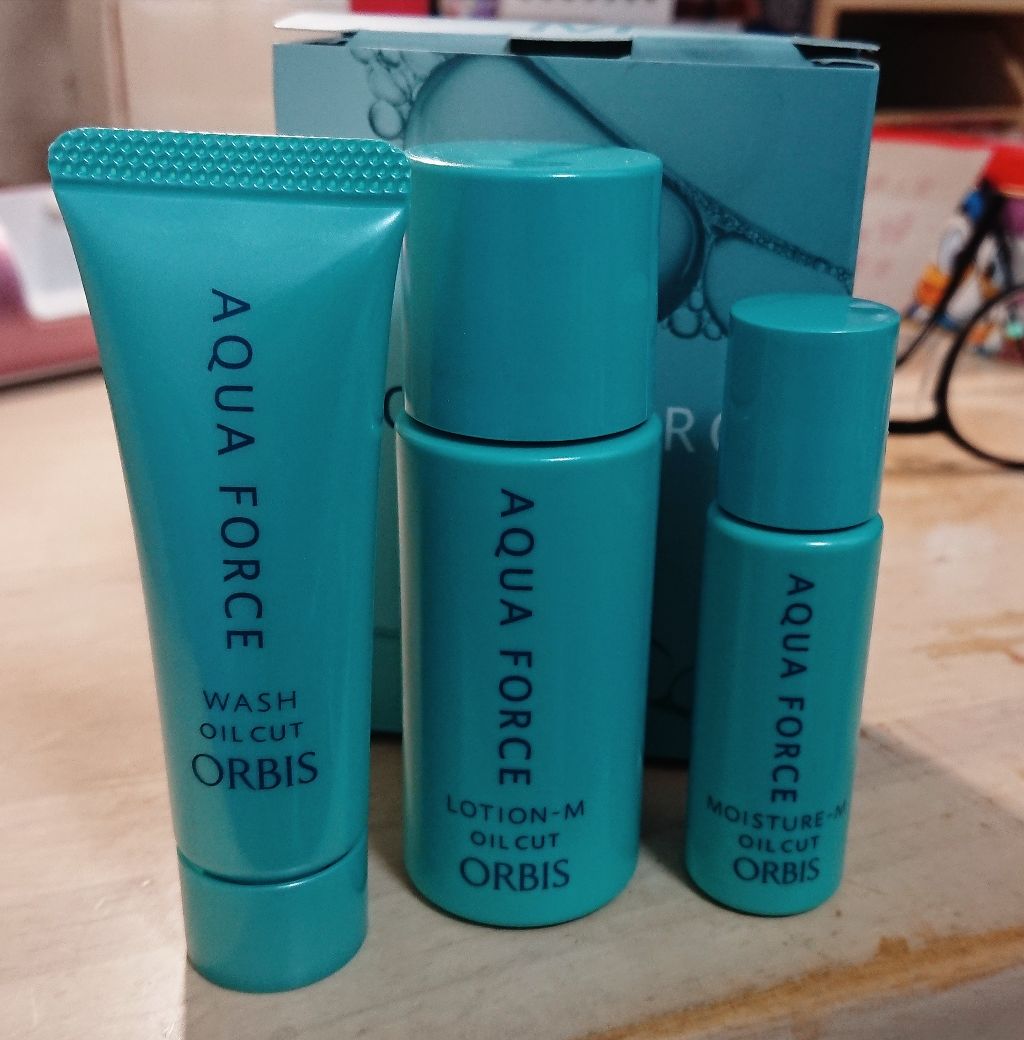 AQUA FORCE
WASH
OIL CUT
ORBIS
AQUA FORCE
LOTION-M
OIL CUT
ORBIS
AQUA FORCE
MOISTURE-M
OIL CUT
ORBIS